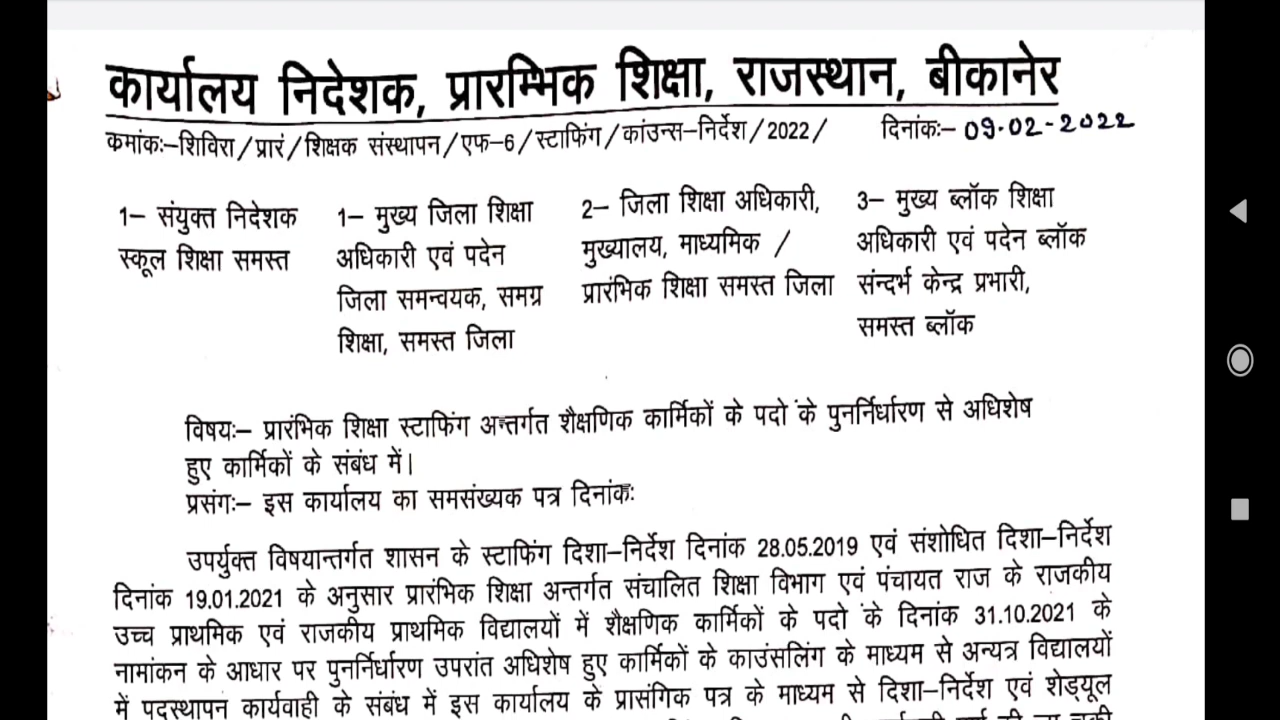 कार्यालय निदेशक, प्रारम्भिक शिक्षा, राजस्थान, बीकानेर
कमांकः–शिविरा/प्रारं/शिक्षक संस्थापन/एफ–6/स्टाफिंग/कांउन्स–निर्देश/2022/ दिनांकः– 09.02-2022
1– संयुक्त निदेशक
स्कूल शिक्षा समस्त
1– मुख्य जिला शिक्षा
अधिकारी एवं पदेन
जिला समन्वयक, समग्र
शिक्षा, समस्त जिला
2– जिला शिक्षा अधिकारी,
मुख्यालय, माध्यमिक /
प्रारंभिक शिक्षा समस्त जिला
3– मुख्य ब्लॉक शिक्षा
अधिकारी एवं पदेन ब्लॉक
संन्दर्भ केन्द्र प्रभारी,
समस्त ब्लॉक
विषयः– प्रारंभिक शिक्षा स्टाफिंग अन्तर्गत शैक्षणिक कार्मिकों के पदो के पुनर्निर्धारण से अधिशेष
हुए कार्मिकों के संबंध में।
प्रसंगः– इस कार्यालय का समसंख्यक पत्र दिनांकः
उपर्युक्त विषयान्तर्गत शासन के स्टाफिंग दिशा–निर्देश दिनांक 28.05.2019 एवं संशोधित दिशा–निर्देश
दिनांक 19.01.2021 के अनुसार प्रारंभिक शिक्षा अन्तर्गत संचालित शिक्षा विभाग एवं पंचायत राज के राजकीय
उच्च प्राथमिक एवं राजकीय प्राथमिक विद्यालयों में शैक्षणिक कार्मिकों के पदो के दिनांक 31.10.2021 के
नामांकन के आधार पर पुनर्निर्धारण उपरांत अधिशेष हुए कार्मिकों के काउंसलिंग के माध्यम से अन्यत्र विद्यालयों
में पदस्थापन कार्यवाही के संबंध में इस कार्यालय के प्रासंगिक पत्र के माध्यम से दिशा–निर्देश एवं शेड्यूल